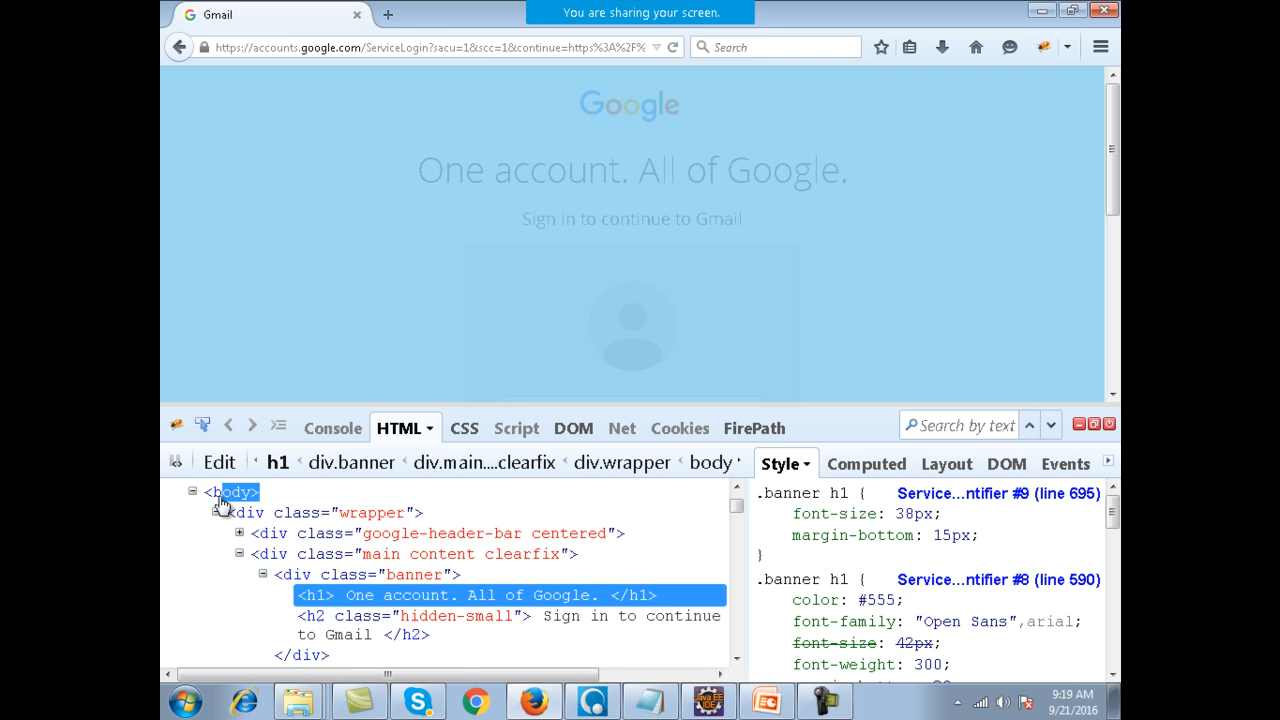 Gmail
You are sharing your screen.
https://accounts.google.com/ServiceLogin?sacu=1&scc=1&continue=https%3A%2F%
Search
Google
One account. All of Google.
Sign in to continue to Gmail
Console HTML CSS Script DOM Net Cookies FirePath
Search by text
Edit h1 div.banner div.main....clearfix div.wrapper body
Style Computed Layout DOM Events
<body>
<div class="wrapper">
<div class="google-header-bar centered">
<div class="main content clearfix">
<div class="banner">
<h1> One account. All of Google. </h1>
<h2 class="hidden-small"> Sign in to continue
to Gmail </h2>
</div>
.banner h1 { Service...ntifier #9 (line 695)
font-size: 38px;
margin-bottom: 15px;
}
.banner h1 { Service...ntifier #8 (line 590)
color: #555;
font-family: "Open Sans",arial;
font-size: 42px;
font-weight: 300;
Java EE
IDE
9:19 AM
9/21/2016